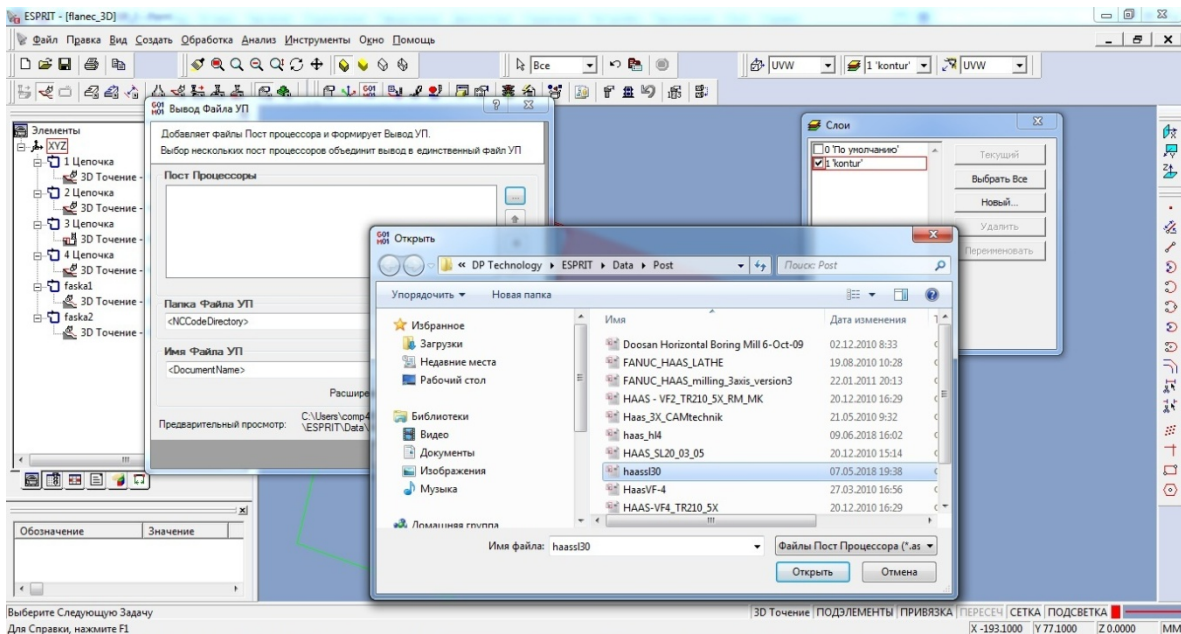 ESPRIT - [flanec_3D]
Файл Правка Вид Создать Обработка Анализ Инструменты Окно Помощь
Все
UVW
1 'kontur'
UVW
Элементы
XYZ
1 Цепочка
3D Точение -
2 Цепочка
3D Точение -
3 Цепочка
3D Точение -
4 Цепочка
3D Точение -
faska1
3D Точение -
faska2
3D Точение -
Обозначение Значение
Вывод Файла УП
Добавляет файлы Пост процессора и формирует Вывод УП.
Выбор нескольких пост процессоров объединит вывод в единственный файл УП
Пост Процессоры
...
Папка Файла УП
<NCCodeDirectory>
Имя Файла УП
<DocumentName>
Расшире
Предварительный просмотр: C:\Users\comp4
\ESPRIT\Data\
Слои
0 'По умолчанию'
1 'kontur'
Текущий
Выбрать Все
Новый...
Удалить
Переименовать
Открыть
« DP Technology ESPRIT Data Post
Поиск: Post
Упорядочить Новая папка
Избранное
Загрузки
Недавние места
Рабочий стол
Библиотеки
Видео
Документы
Изображения
Музыка
Домашняя группа
Имя Дата изменения
Doosan Horizontal Boring Mill 6-Oct-09 02.12.2010 8:33
FANUC_HAAS_LATHE 19.08.2010 10:28
FANUC_HAAS_milling_3axis_version3 22.01.2011 20:13
HAAS - VF2_TR210_5X_RM_MK 20.12.2010 16:29
Haas_3X_CAMtechnik 21.05.2010 9:32
haas_hl4 09.06.2018 16:02
HAAS_SL20_03_05 20.12.2010 15:14
haassl30 07.05.2018 19:38
HaasVF-4 27.03.2010 16:56
HAAS-VF4_TR210_5X 20.12.2010 16:29
Имя файла: haassl30
Файлы Пост Процессора (*.as
Открыть Отмена
Выберите Следующую Задачу
3D Точение ПОДЭЛЕМЕНТЫ ПРИВЯЗКА ПЕРЕСЕЧ СЕТКА ПОДСВЕТКА
Для Справки, нажмите F1
X -193.1000 Y 77.1000 Z 0.0000 MM